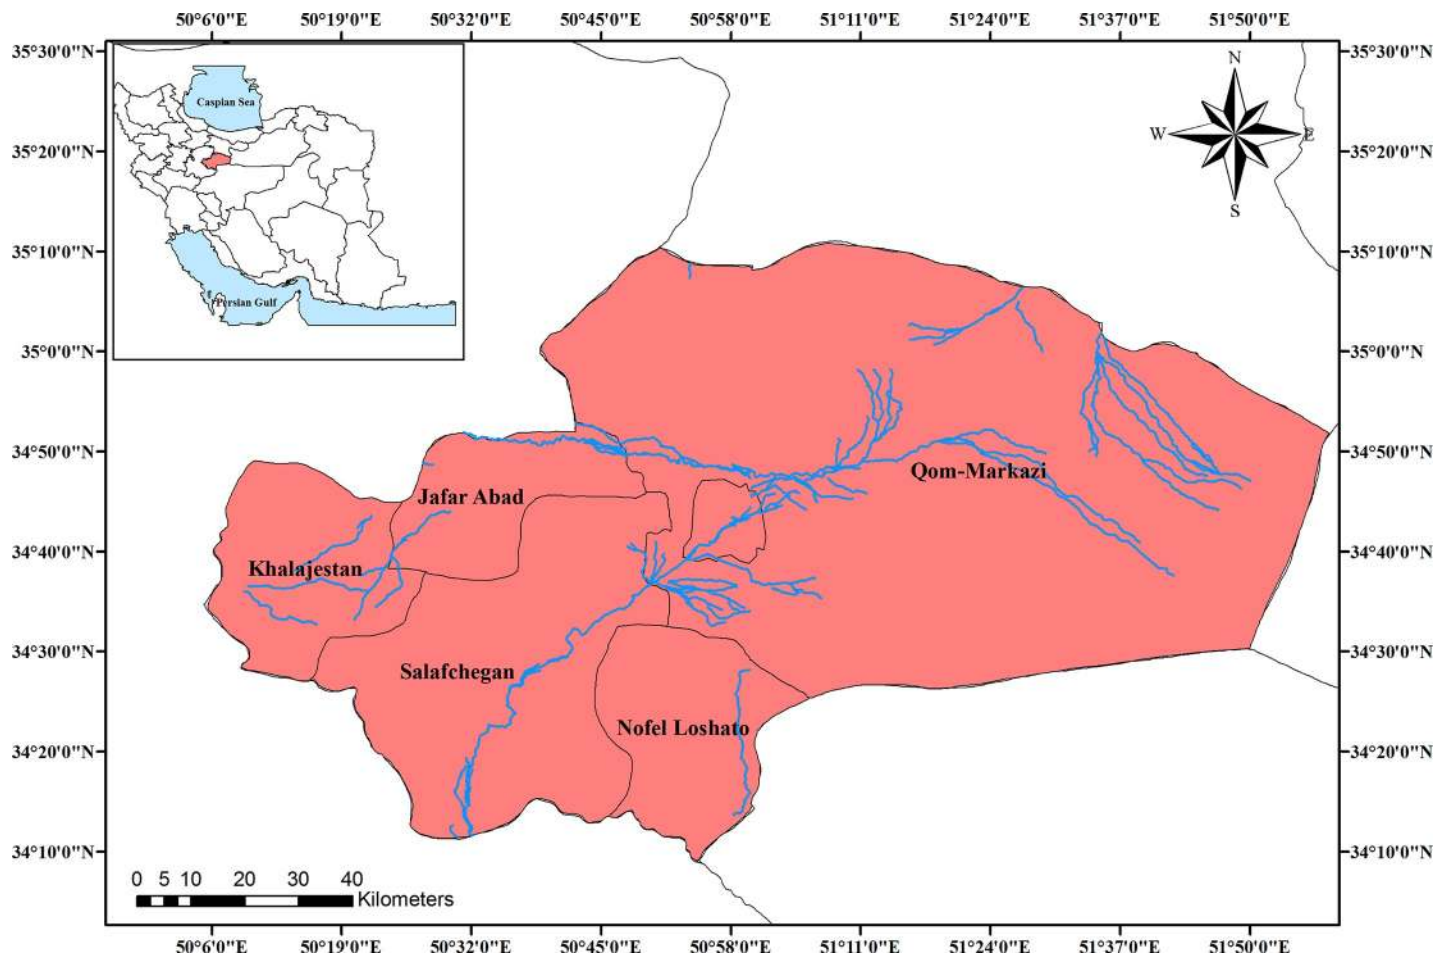 50°6'0"E 50°19'0"E 50°32'0"E 50°45'0"E 50°58'0"E 51°11'0"E 51°24'0"E 51°37'0"E 51°50'0"E
35°30'0"N 35°30'0"N
N
Caspian Sea
W E
35°20'0"N 35°20'0"N
S
35°10'0"N 35°10'0"N
Persian Gulf
35°0'0"N 35°0'0"N
34°50'0"N 34°50'0"N
Qom-Markazi
Jafar Abad
34°40'0"N 34°40'0"N
Khalajestan
34°30'0"N 34°30'0"N
Salafchegan
Nofel Loshato
34°20'0"N 34°20'0"N
34°10'0"N 34°10'0"N
0 5 10 20 30 40
Kilometers
50°6'0"E 50°19'0"E 50°32'0"E 50°45'0"E 50°58'0"E 51°11'0"E 51°24'0"E 51°37'0"E 51°50'0"E